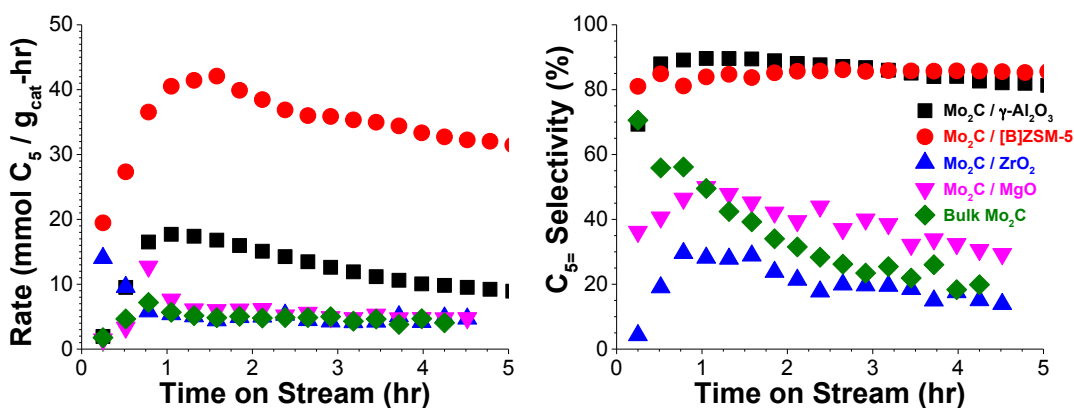 Rate (mmol C₅ / g_cat-hr)
50
40
30
20
10
0
0 1 2 3 4 5
Time on Stream (hr)
C₅₌ Selectivity (%)
100
80
60
40
20
0
Mo₂C / γ-Al₂O₃
Mo₂C / [B]ZSM-5
Mo₂C / ZrO₂
Mo₂C / MgO
Bulk Mo₂C
0 1 2 3 4 5
Time on Stream (hr)